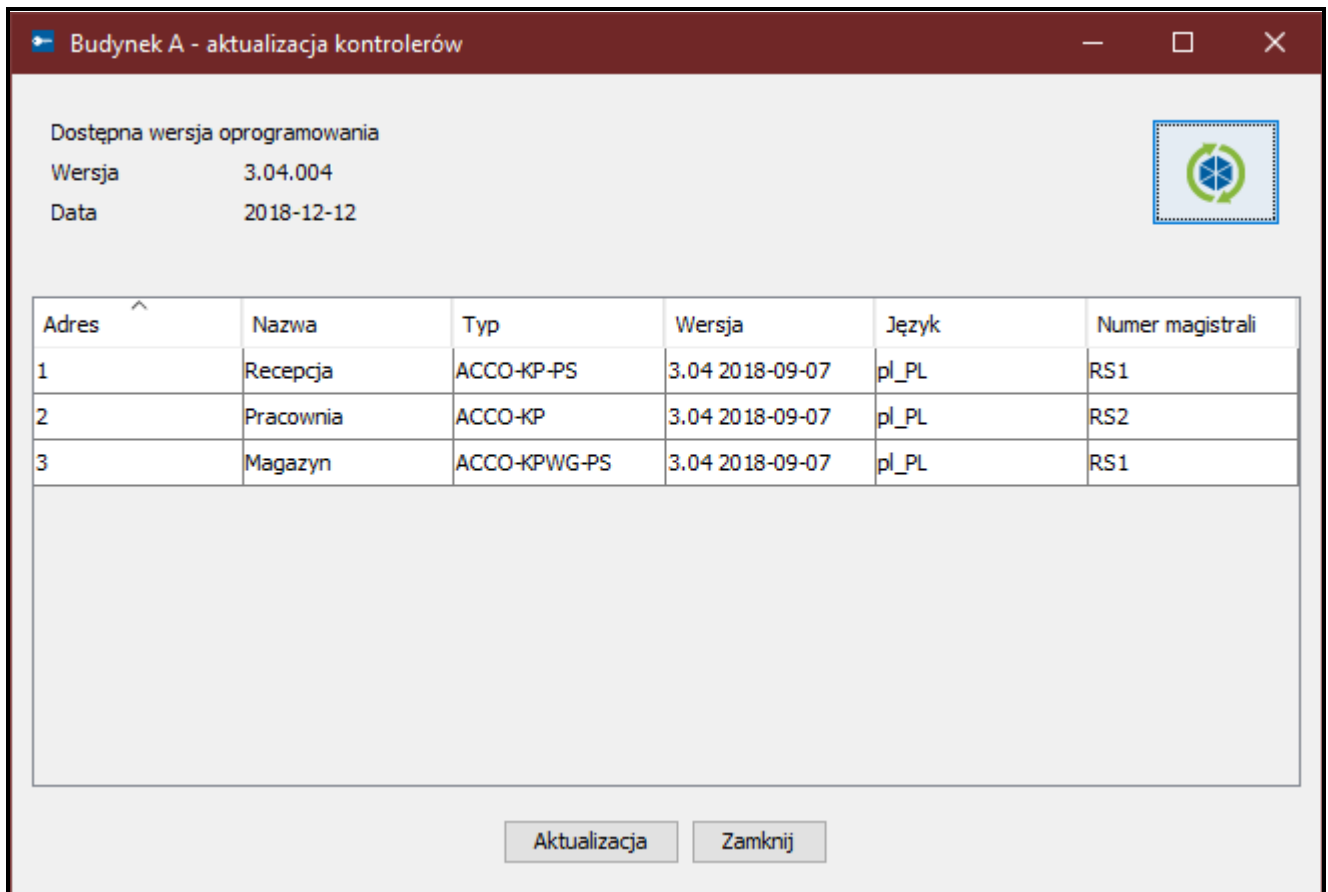 Budynek A - aktualizacja kontrolerów
Dostępna wersja oprogramowania
Wersja 3.04.004
Data 2018-12-12
Adres Nazwa Typ Wersja Język Numer magistrali
1 Recepcja ACCO-KP-PS 3.04 2018-09-07 pl_PL RS1
2 Pracownia ACCO-KP 3.04 2018-09-07 pl_PL RS2
3 Magazyn ACCO-KPWG-PS 3.04 2018-09-07 pl_PL RS1
Aktualizacja Zamknij